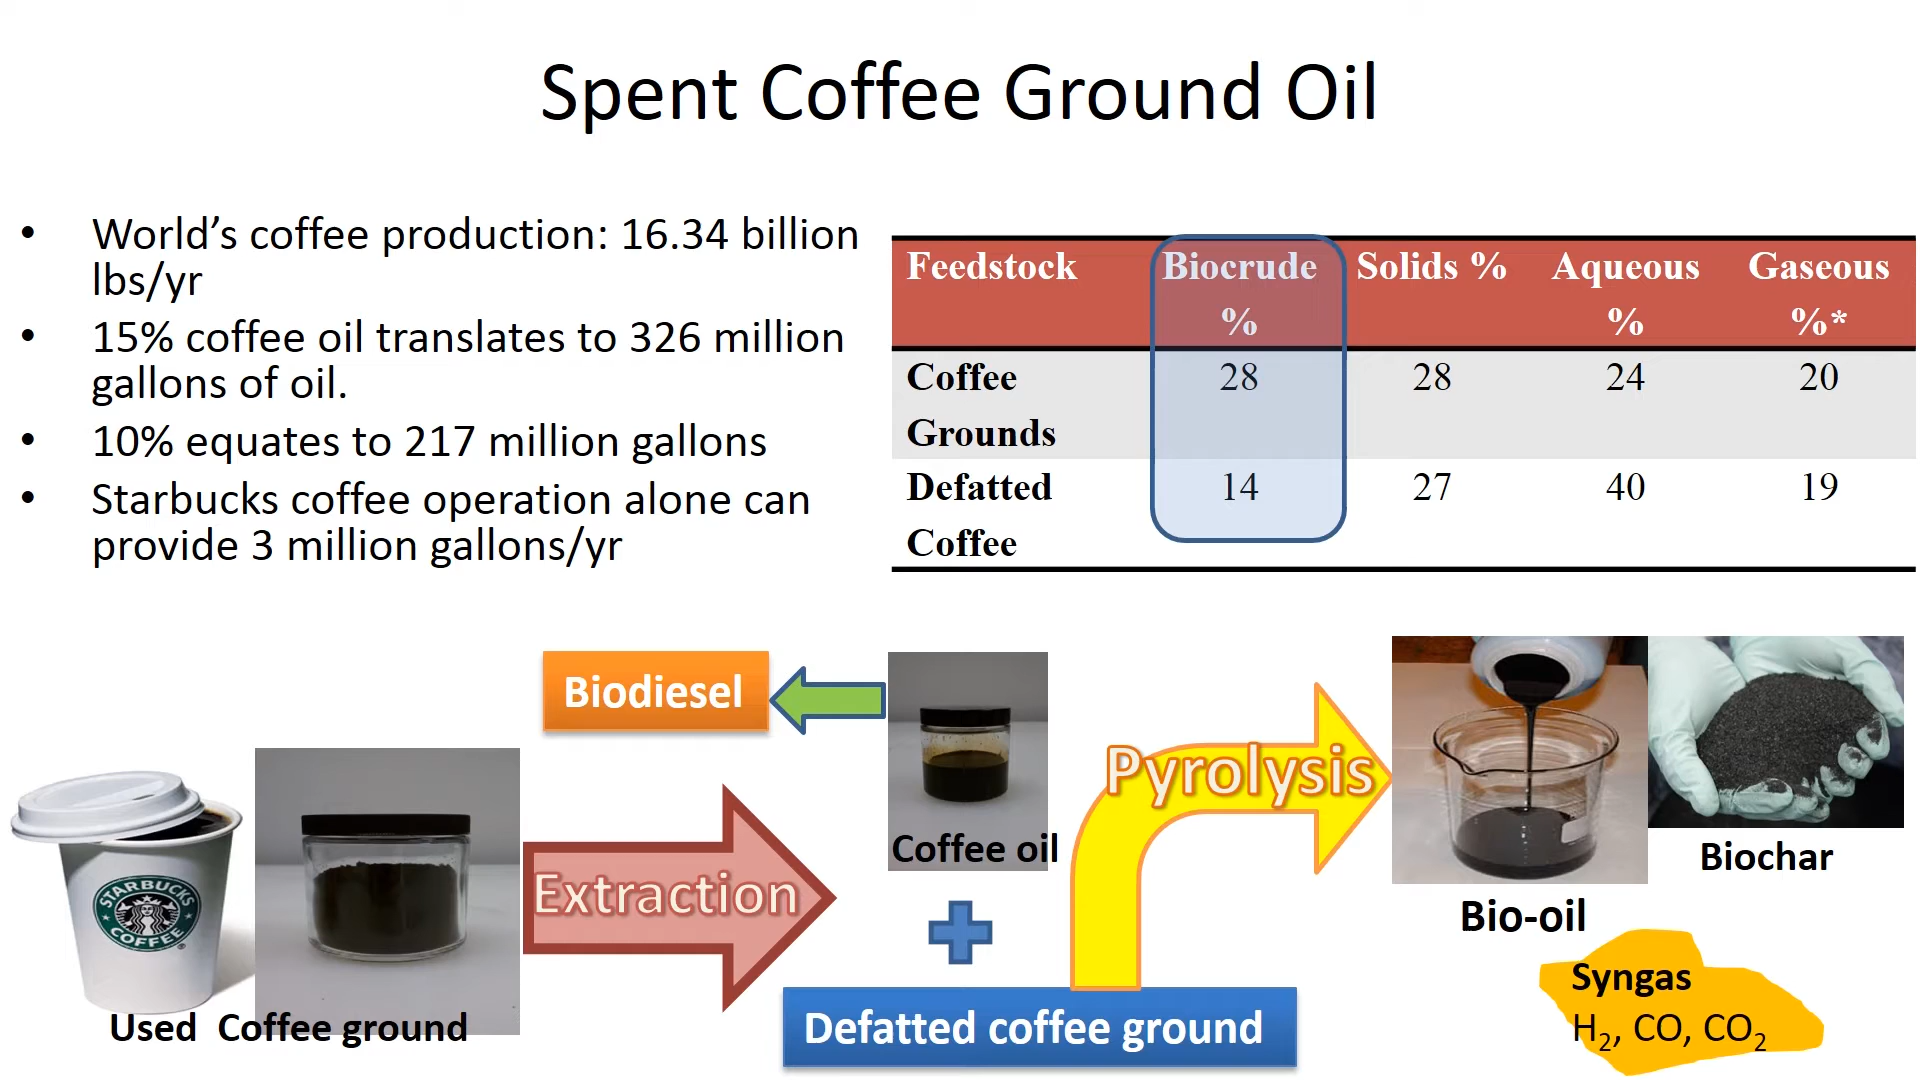 Spent Coffee Ground Oil
• World’s coffee production: 16.34 billion
lbs/yr
• 15% coffee oil translates to 326 million
gallons of oil.
• 10% equates to 217 million gallons
• Starbucks coffee operation alone can
provide 3 million gallons/yr
Feedstock Biocrude % Solids % Aqueous % Gaseous %*
Coffee Grounds 28 28 24 20
Defatted Coffee 14 27 40 19
Biodiesel
Pyrolysis
Coffee oil
Extraction
STARBUCKS
COFFEE
Used Coffee ground
Defatted coffee ground
Biochar
Bio-oil
Syngas
H₂, CO, CO₂